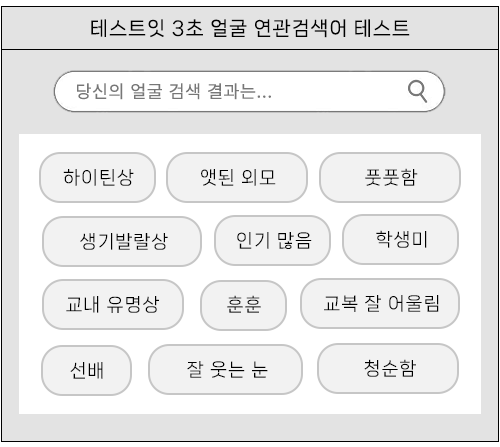 테스트잇 3초 얼굴 연관검색어 테스트
당신의 얼굴 검색 결과는...
하이틴상 앳된 외모 풋풋함
생기발랄상 인기 많음 학생미
교내 유명상 훈훈 교복 잘 어울림
선배 잘 웃는 눈 청순함